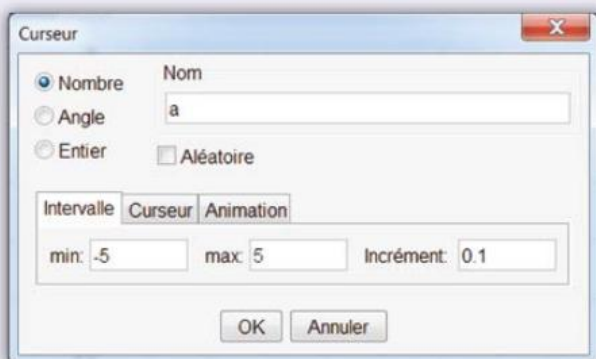 Curseur
Nombre
Nom
Angle
a
Entier
Aléatoire
Intervalle Curseur Animation
min: -5 max: 5 Incrément: 0.1
OK Annuler